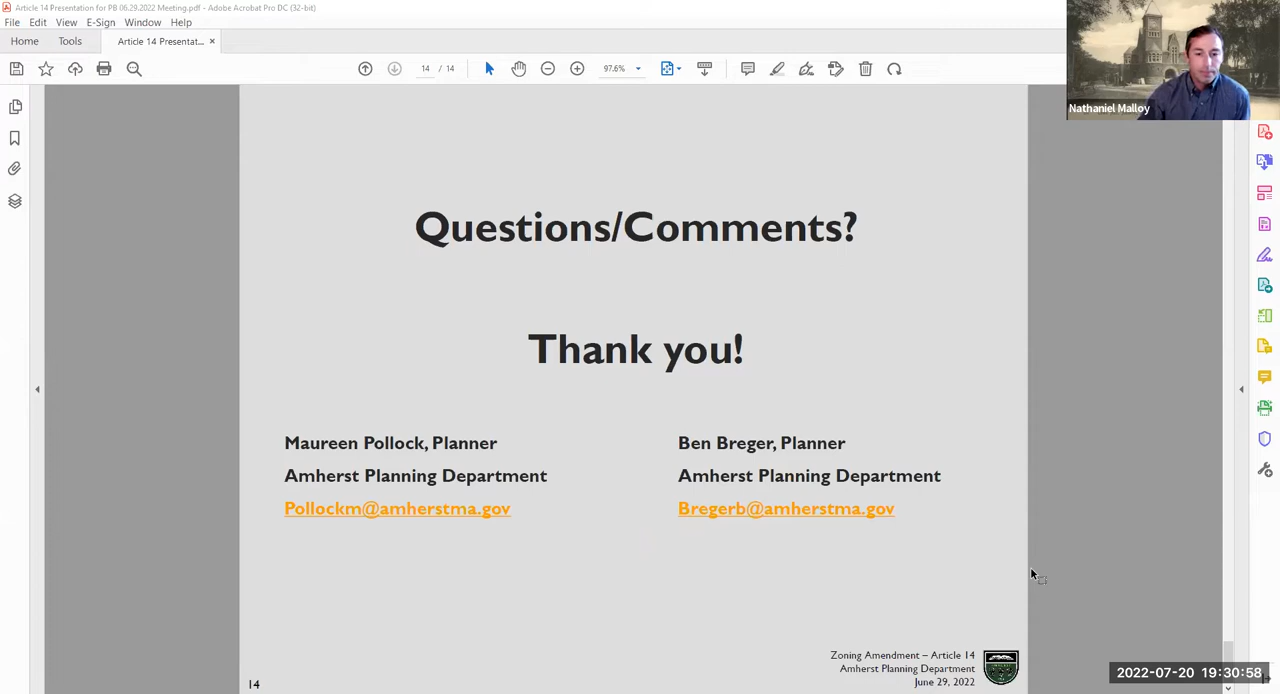 Article 14 Presentation for PB 06.29.2022 Meeting.pdf - Adobe Acrobat Pro DC (32-bit)
File Edit View E-Sign Window Help
Home Tools Article 14 Presentat... ×
14 / 14 97.6%
Nathaniel Malloy
Questions/Comments?
Thank you!
Maureen Pollock, Planner
Amherst Planning Department
Pollockm@amherstma.gov
Ben Breger, Planner
Amherst Planning Department
Bregerb@amherstma.gov
Zoning Amendment – Article 14
Amherst Planning Department
June 29, 2022
14
2022-07-20 19:30:58